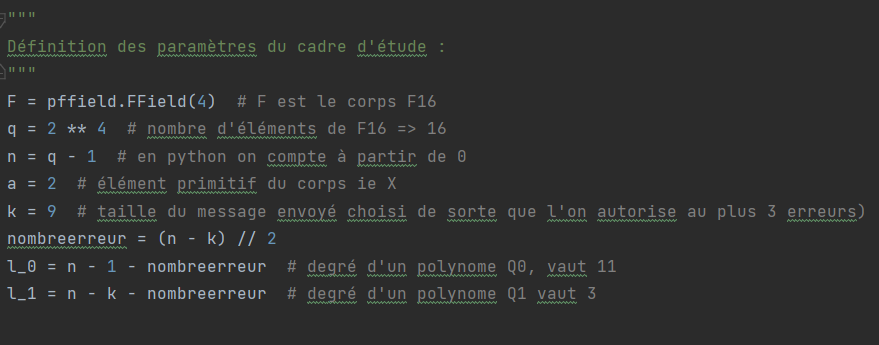 """
Définition des paramètres du cadre d'étude :
"""
F = pffield.FField(4)  # F est le corps F16
q = 2 ** 4  # nombre d'éléments de F16 => 16
n = q - 1  # en python on compte à partir de 0
a = 2  # élément primitif du corps ie X
k = 9  # taille du message envoyé choisi de sorte que l'on autorise au plus 3 erreurs)
nombreerreur = (n - k) // 2
l_0 = n - 1 - nombreerreur  # degré d'un polynome Q0, vaut 11
l_1 = n - k - nombreerreur  # degré d'un polynome Q1 vaut 3